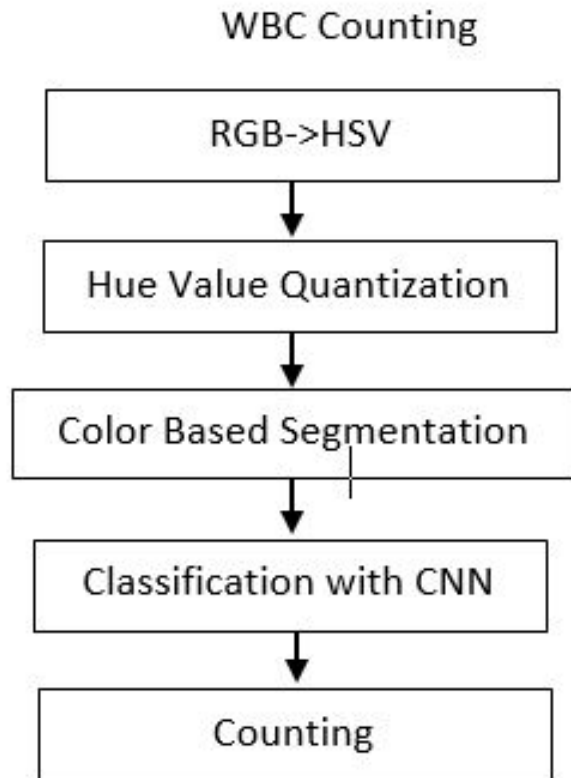 WBC Counting
RGB->HSV
Hue Value Quantization
Color Based Segmentation
Classification with CNN
Counting